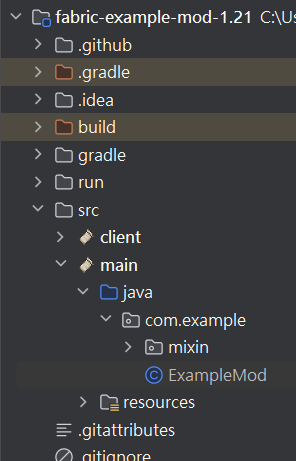 fabric-example-mod-1.21 C:\Us
.github
.gradle
.idea
build
gradle
run
src
client
main
java
com.example
mixin
ExampleMod
resources
.gitattributes
.gitignore